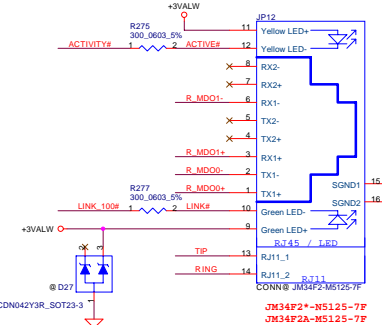 +3VALW
JP12
R275
300_0603_5%
11 Yellow LED+
ACTIVITY# 1 2 ACTIVE# 12 Yellow LED-
8 RX2-
7 RX2+
R_MDO1- 6 RX1-
5 TX2-
4 TX2+
R_MDO1+ 3 RX1+
R_MDO0- 2 TX1-
R_MDO0+ 1 TX1+
SGND1 15
SGND2 16
R277
300_0603_5%
LINK_100# 1 2 LINK# 10 Green LED-
+3VALW 9 Green LED+
RJ45 / LED
TIP 13 RJ11_1
RING 14 RJ11_2
RJ11
CONN@ JM34F2-M5125-7F
2 3
@ D27
1
CDN042Y3R_SOT23-3
JM34F2*-N5125-7F
JM34F2A-M5125-7F